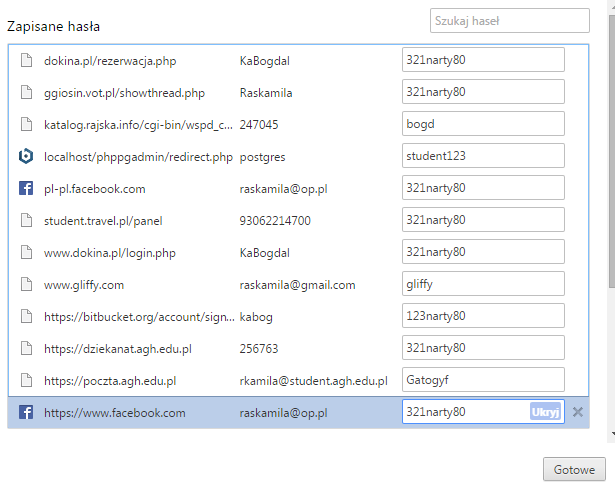 Zapisane hasła
Szukaj haseł
dokina.pl/rezerwacja.php KaBogdal 321narty80
ggiosin.vot.pl/showthread.php Raskamila 321narty80
katalog.rajska.info/cgi-bin/wspd_c... 247045 bogd
localhost/phppgadmin/redirect.php postgres student123
pl-pl.facebook.com raskamila@op.pl 321narty80
student.travel.pl/panel 93062214700 321narty80
www.dokina.pl/login.php KaBogdal 321narty80
www.gliffy.com raskamila@gmail.com gliffy
https://bitbucket.org/account/sign... kabog 123narty80
https://dziekanat.agh.edu.pl 256763 321narty80
https://poczta.agh.edu.pl rkamila@student.agh.edu.pl Gatogyf
https://www.facebook.com raskamila@op.pl 321narty80 Ukryj
Gotowe